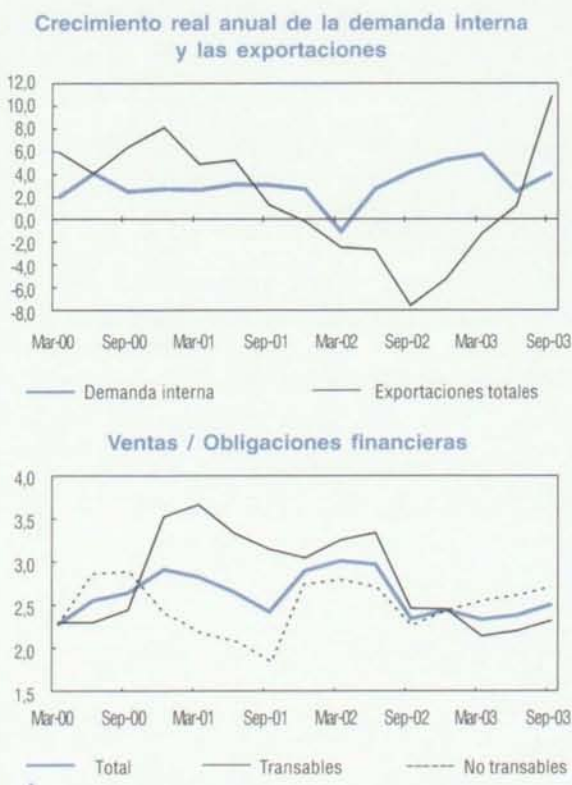 Crecimiento real anual de la demanda interna
y las exportaciones
12,0
10,0
8,0
6,0
4,0
2,0
0,0
-2,0
-4,0
-6,0
-8,0
Mar-00 Sep-00 Mar-01 Sep-01 Mar-02 Sep-02 Mar-03 Sep-03
Demanda interna Exportaciones totales
Ventas / Obligaciones financieras
4,0
3,5
3,0
2,5
2,0
1,5
Mar-00 Sep-00 Mar-01 Sep-01 Mar-02 Sep-02 Mar-03 Sep-03
Total Transables No transables